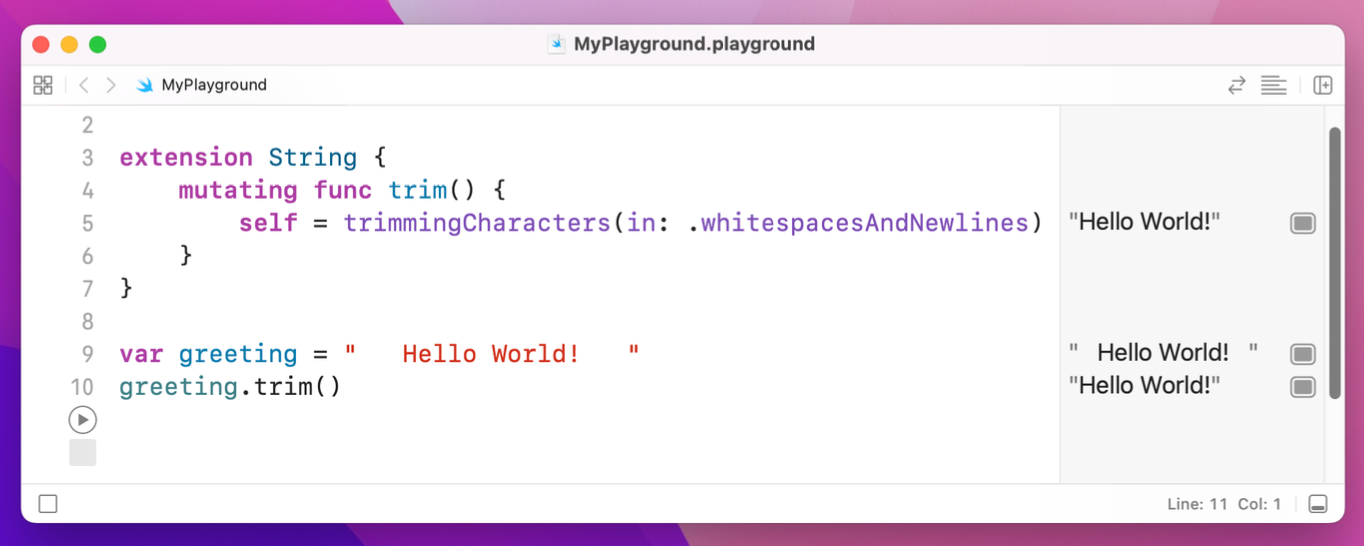 MyPlayground.playground
MyPlayground
2
3 extension String {
4     mutating func trim() {
5         self = trimmingCharacters(in: .whitespacesAndNewlines) "Hello World!"
6     }
7 }
8
9 var greeting = "   Hello World!   " "   Hello World!   "
10 greeting.trim() "Hello World!"
Line: 11 Col: 1